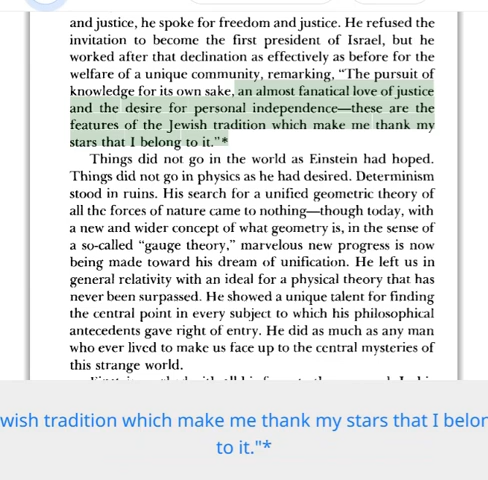 and justice, he spoke for freedom and justice. He refused the
invitation to become the first president of Israel, but he
worked after that declination as effectively as before for the
welfare of a unique community, remarking, “The pursuit of
knowledge for its own sake, an almost fanatical love of justice
and the desire for personal independence—these are the
features of the Jewish tradition which make me thank my
stars that I belong to it.”*
Things did not go in the world as Einstein had hoped.
Things did not go in physics as he had desired. Determinism
stood in ruins. His search for a unified geometric theory of
all the forces of nature came to nothing—though today, with
a new and wider concept of what geometry is, in the sense of
a so-called “gauge theory,” marvelous new progress is now
being made toward his dream of unification. He left us in
general relativity with an ideal for a physical theory that has
never been surpassed. He showed a unique talent for finding
the central point in every subject to which his philosophical
antecedents gave right of entry. He did as much as any man
who ever lived to make us face up to the central mysteries of
this strange world.
wish tradition which make me thank my stars that I belon
to it."*